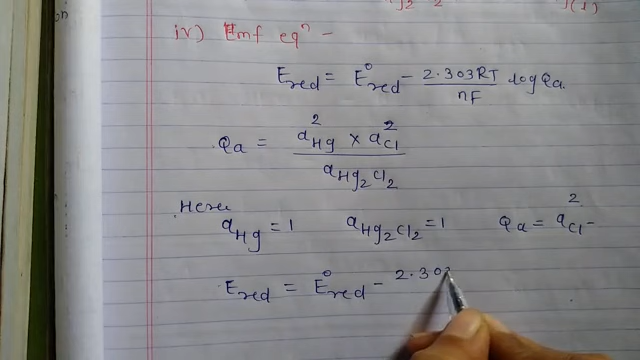 iv) Emf eqⁿ -
E_red = E°_red - 2.303RT/nF log Qa
Qa = a²_Hg x a²_Cl / a_Hg₂Cl₂
Here
a_Hg = 1 a_Hg₂Cl₂ = 1 Qa = a²_Cl⁻
E_red = E°_red - 2.303